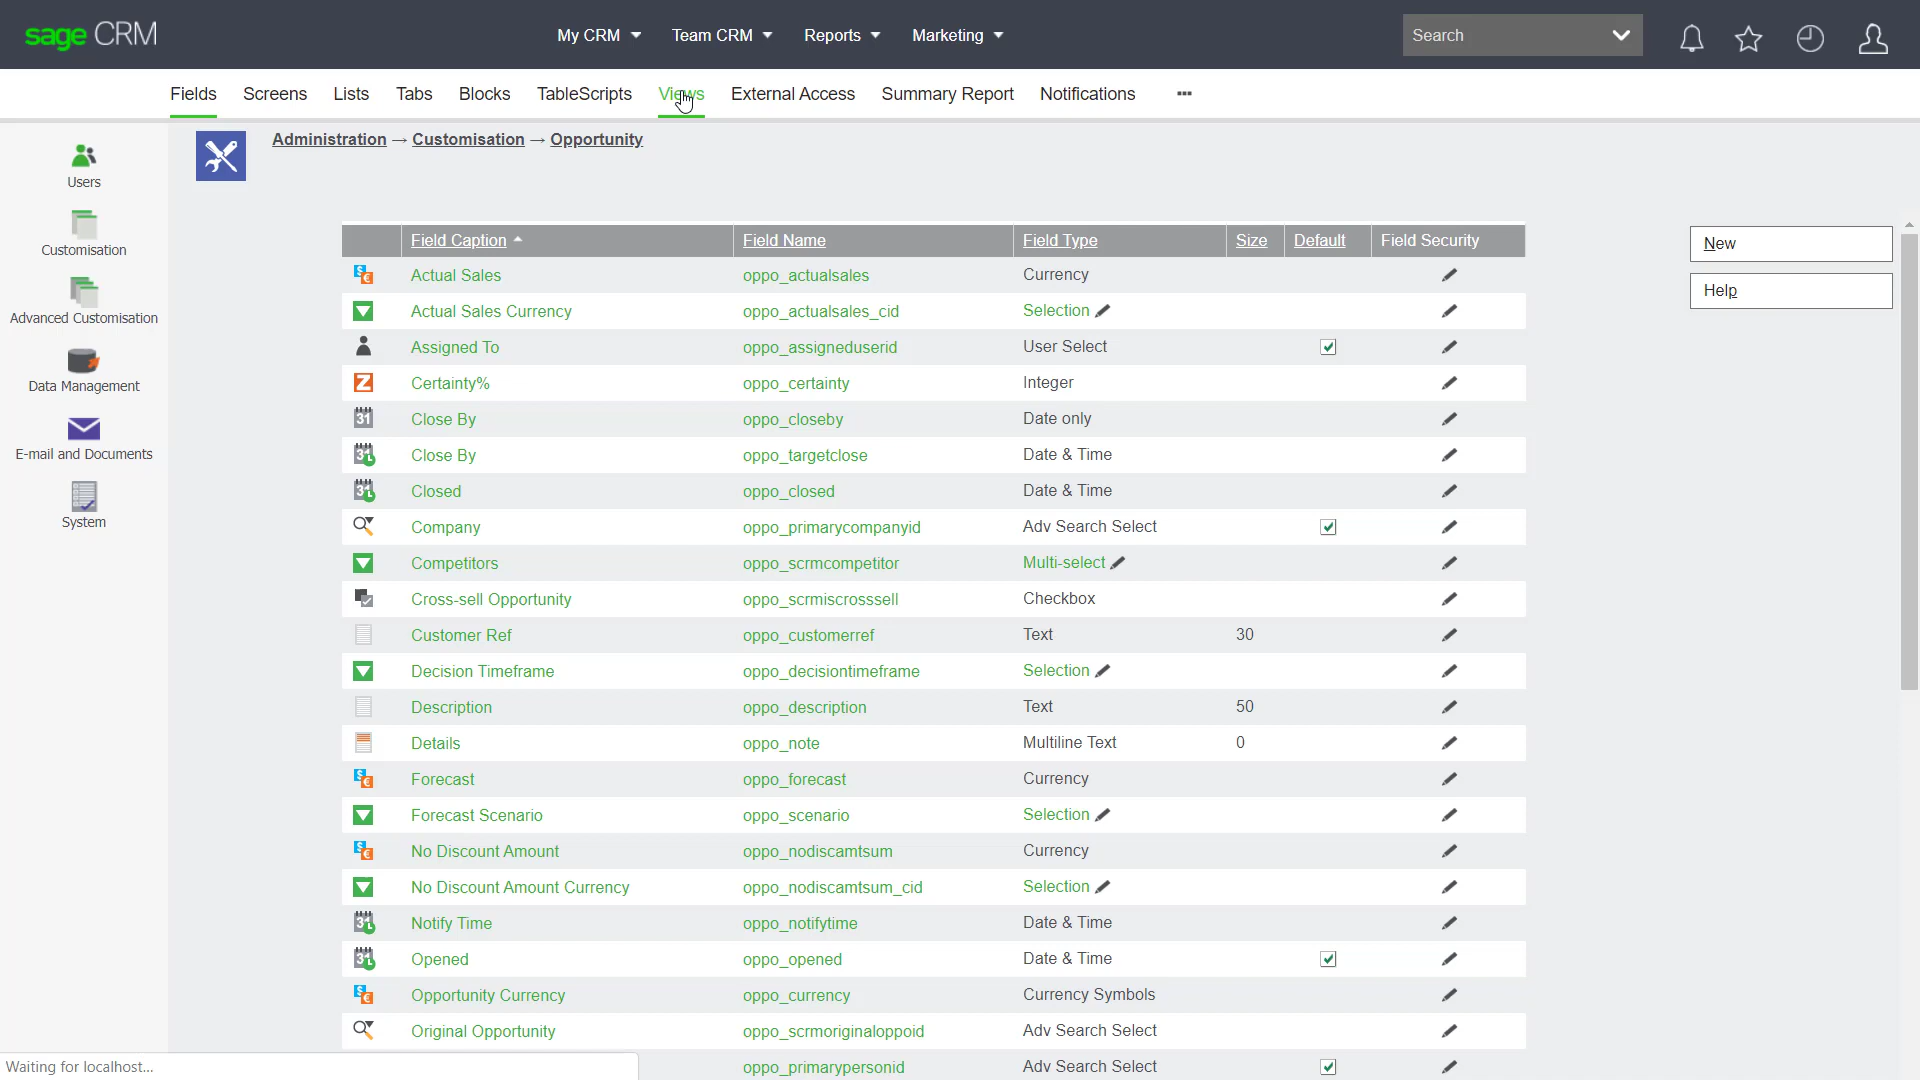 sage CRM My CRM Team CRM Reports Marketing Search
Fields Screens Lists Tabs Blocks TableScripts Views External Access Summary Report Notifications ...
Administration → Customisation → Opportunity
Users
Customisation
Advanced Customisation
Data Management
E-mail and Documents
System
Field Caption Field Name Field Type Size Default Field Security
Actual Sales oppo_actualsales Currency
Actual Sales Currency oppo_actualsales_cid Selection
Assigned To oppo_assigneduserid User Select
Certainty% oppo_certainty Integer
Close By oppo_closeby Date only
Close By oppo_targetclose Date & Time
Closed oppo_closed Date & Time
Company oppo_primarycompanyid Adv Search Select
Competitors oppo_scrmcompetitor Multi-select
Cross-sell Opportunity oppo_scrmiscrosssell Checkbox
Customer Ref oppo_customerref Text 30
Decision Timeframe oppo_decisiontimeframe Selection
Description oppo_description Text 50
Details oppo_note Multiline Text 0
Forecast oppo_forecast Currency
Forecast Scenario oppo_scenario Selection
No Discount Amount oppo_nodiscamtsum Currency
No Discount Amount Currency oppo_nodiscamtsum_cid Selection
Notify Time oppo_notifytime Date & Time
Opened oppo_opened Date & Time
Opportunity Currency oppo_currency Currency Symbols
Original Opportunity oppo_scrmoriginaloppoid Adv Search Select
oppo_primarypersonid Adv Search Select
New
Help
Waiting for localhost...